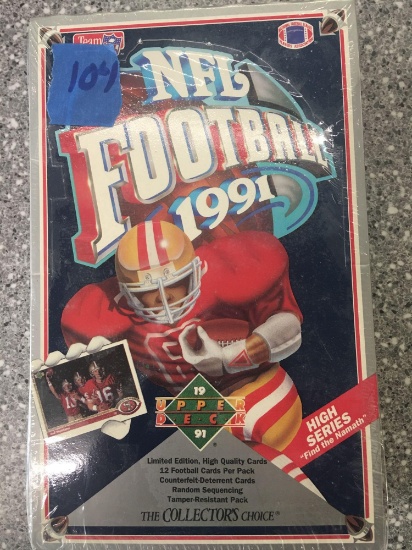 Team
104
NFL
FOOTBALL
1991
19
UPPER
DECK
91
HIGH
SERIES
"Find the Namath"
Limited Edition, High Quality Cards
12 Football Cards Per Pack
Counterfeit-Deterrent Cards
Random Sequencing
Tamper-Resistant Pack
THE COLLECTOR'S CHOICE